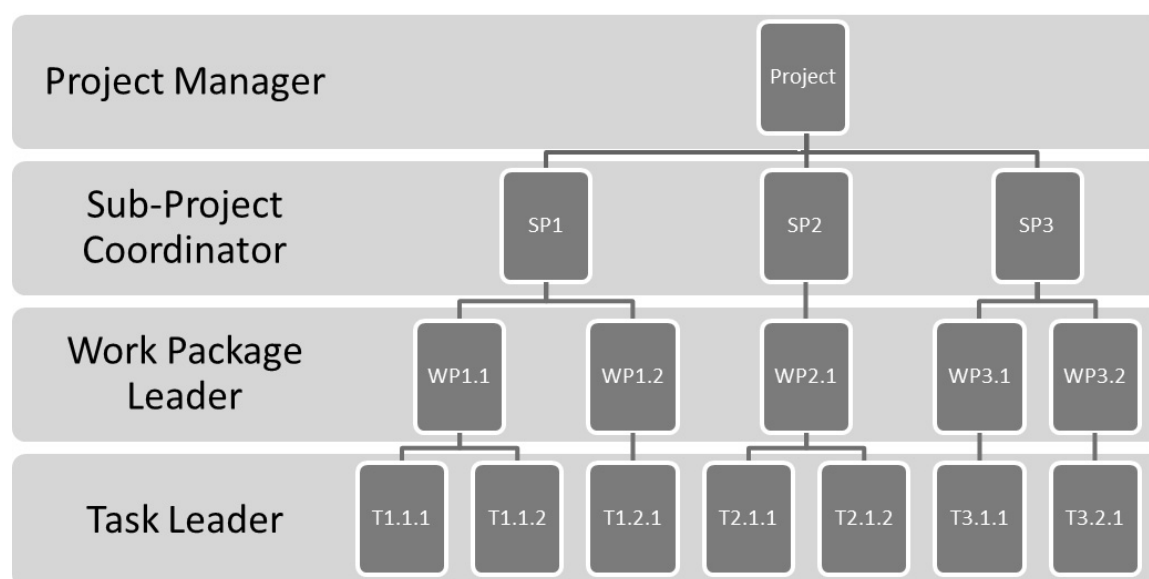 Project Manager
Project
Sub-Project
Coordinator
SP1
SP2
SP3
Work Package
Leader
WP1.1
WP1.2
WP2.1
WP3.1
WP3.2
Task Leader
T1.1.1
T1.1.2
T1.2.1
T2.1.1
T2.1.2
T3.1.1
T3.2.1